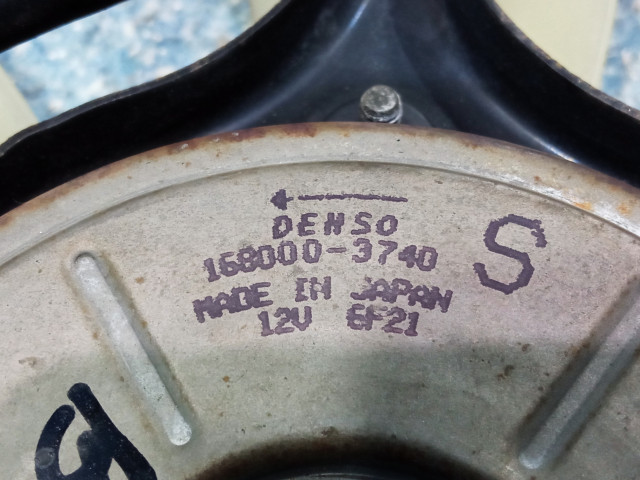 DENSO
168000-3740 S
MADE IN JAPAN
12V 6F21